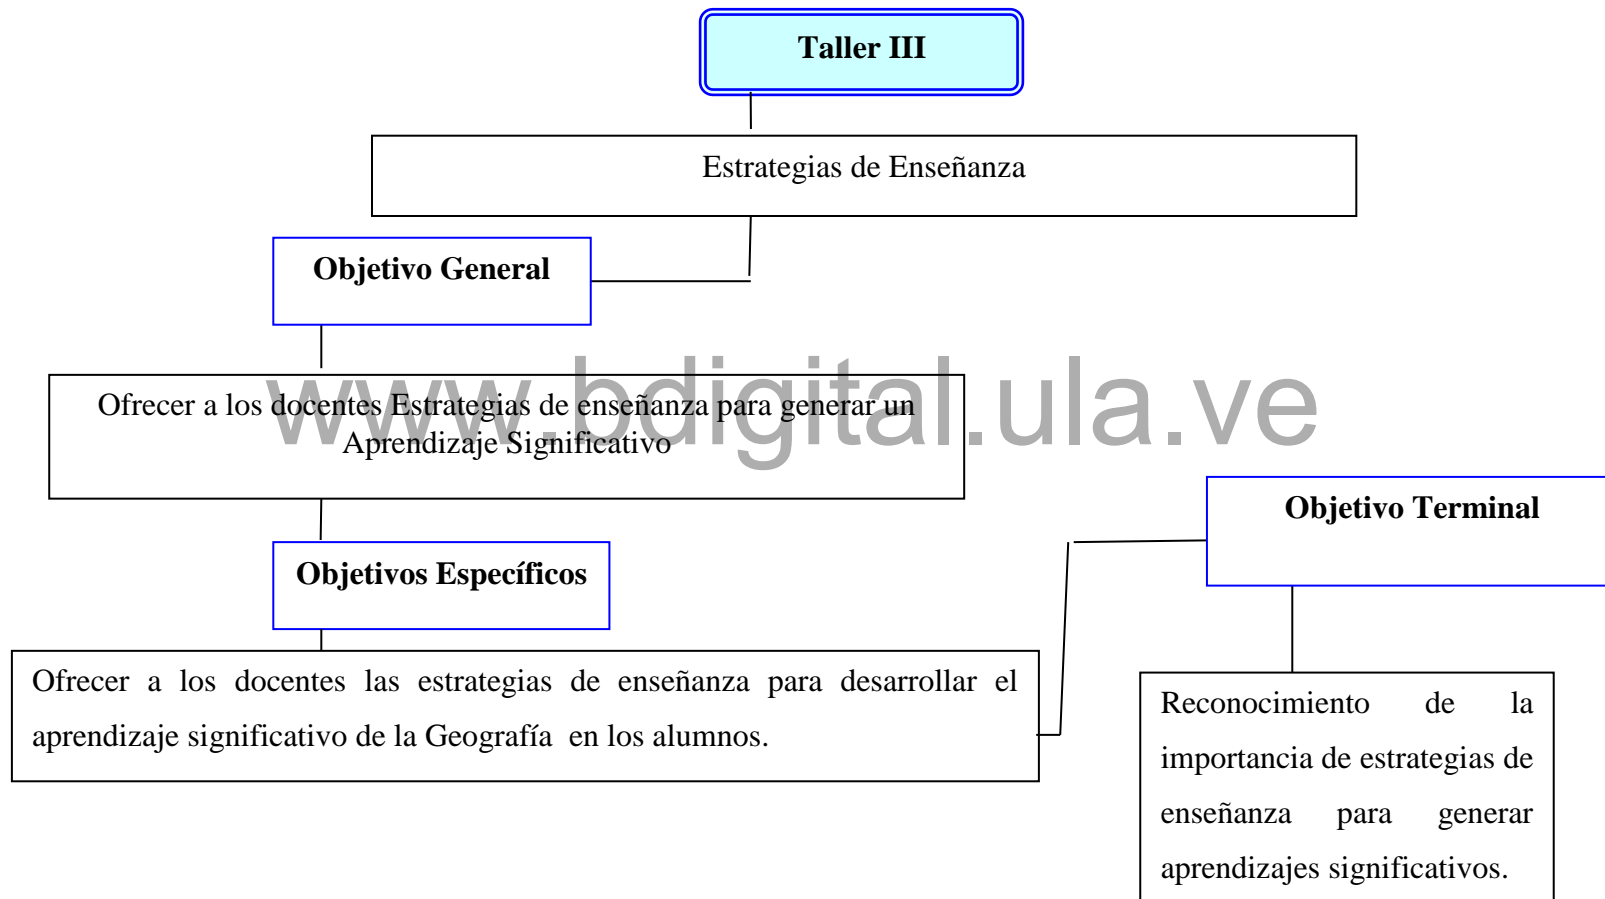 Taller III
Estrategias de Enseñanza
Objetivo General
Ofrecer a los docentes Estrategias de enseñanza para generar un
Aprendizaje Significativo
www.bdigital.ula.ve
Objetivos Específicos
Ofrecer a los docentes las estrategias de enseñanza para desarrollar el
aprendizaje significativo de la Geografía en los alumnos.
Objetivo Terminal
Reconocimiento de la
importancia de estrategias de
enseñanza para generar
aprendizajes significativos.